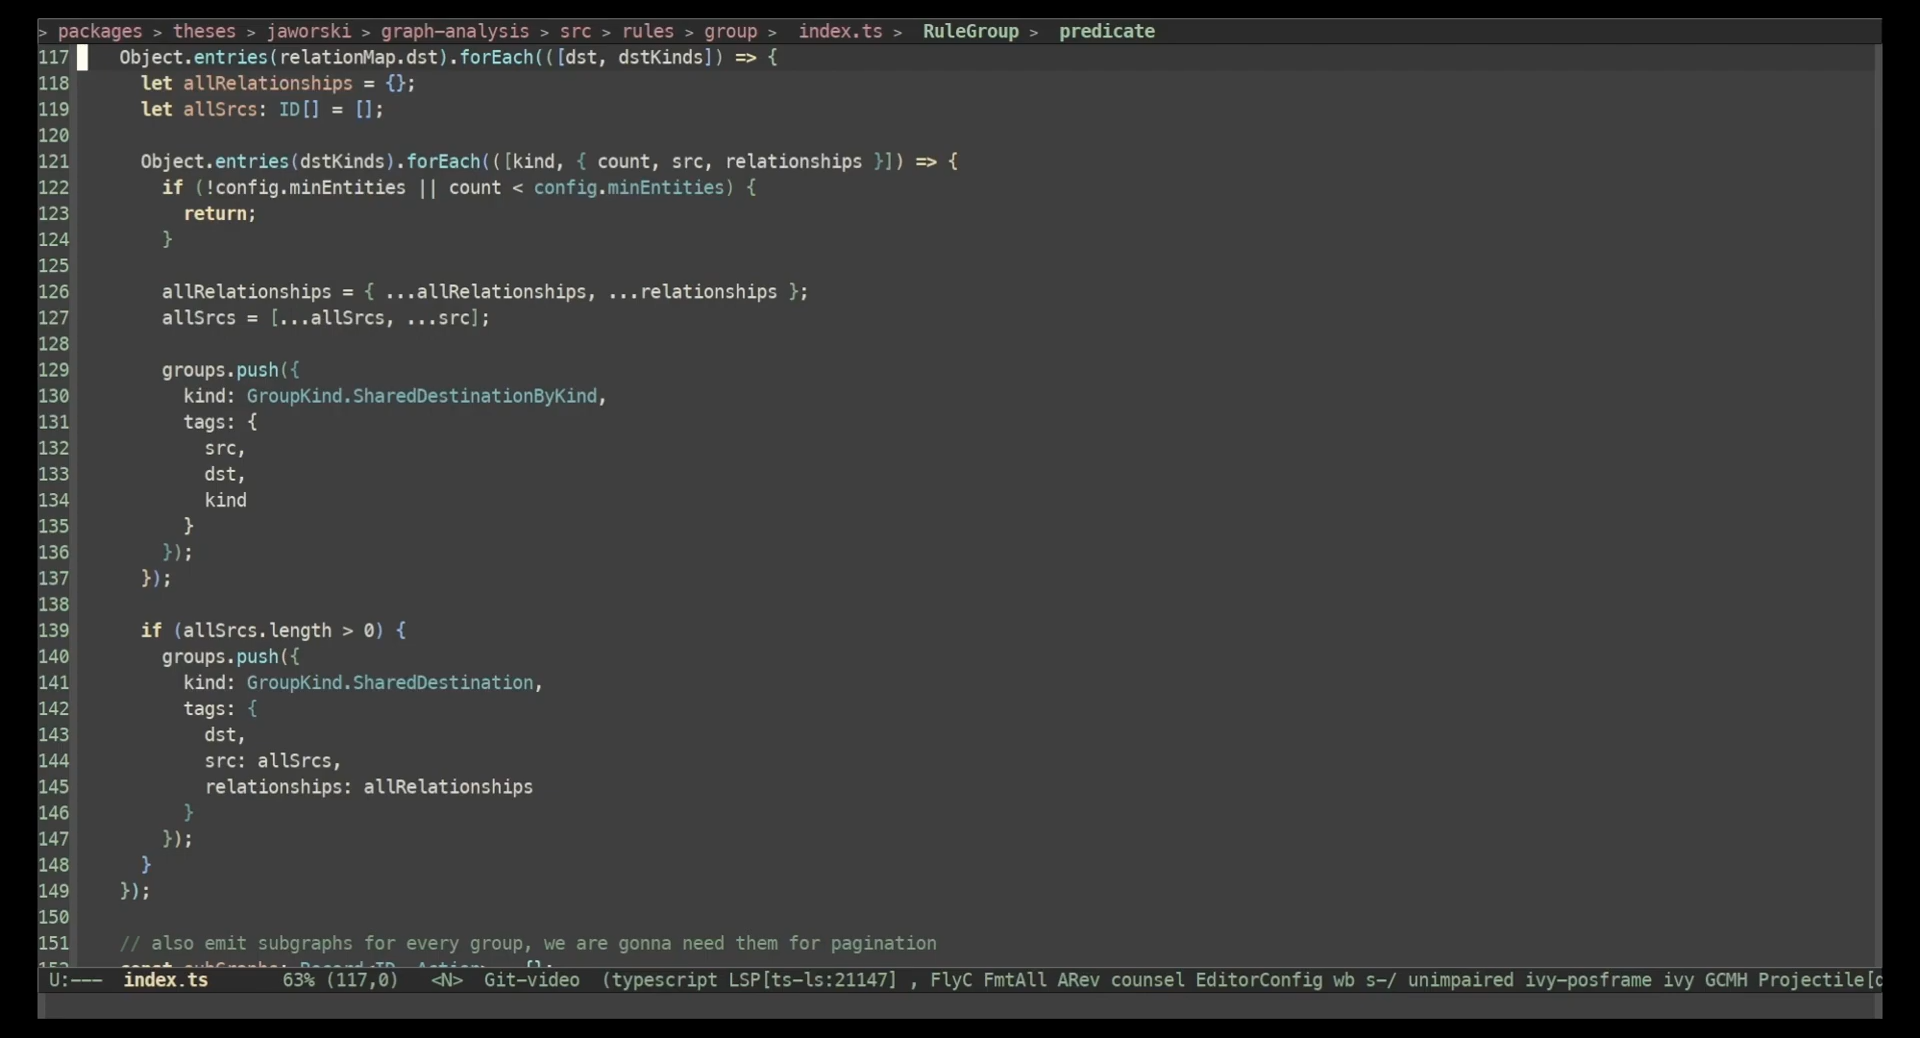 > packages > theses > jaworski > graph-analysis > src > rules > group > index.ts > RuleGroup > predicate
117 Object.entries(relationMap.dst).forEach(([dst, dstKinds]) => {
118 let allRelationships = {};
119 let allSrcs: ID[] = [];
120
121 Object.entries(dstKinds).forEach(([kind, { count, src, relationships }]) => {
122 if (!config.minEntities || count < config.minEntities) {
123 return;
124 }
125
126 allRelationships = { ...allRelationships, ...relationships };
127 allSrcs = [...allSrcs, ...src];
128
129 groups.push({
130 kind: GroupKind.SharedDestinationByKind,
131 tags: {
132 src,
133 dst,
134 kind
135 }
136 });
137 });
138
139 if (allSrcs.length > 0) {
140 groups.push({
141 kind: GroupKind.SharedDestination,
142 tags: {
143 dst,
144 src: allSrcs,
145 relationships: allRelationships
146 }
147 });
148 }
149 });
150
151 // also emit subgraphs for every group, we are gonna need them for pagination
152 const subGraphs: Record<ID, Action> = {};
U:--- index.ts 63% (117,0) <N> Git-video (typescript LSP[ts-ls:21147] , FlyC FmtAll ARev counsel EditorConfig wb s-/ unimpaired ivy-posframe ivy GCMH Projectile[